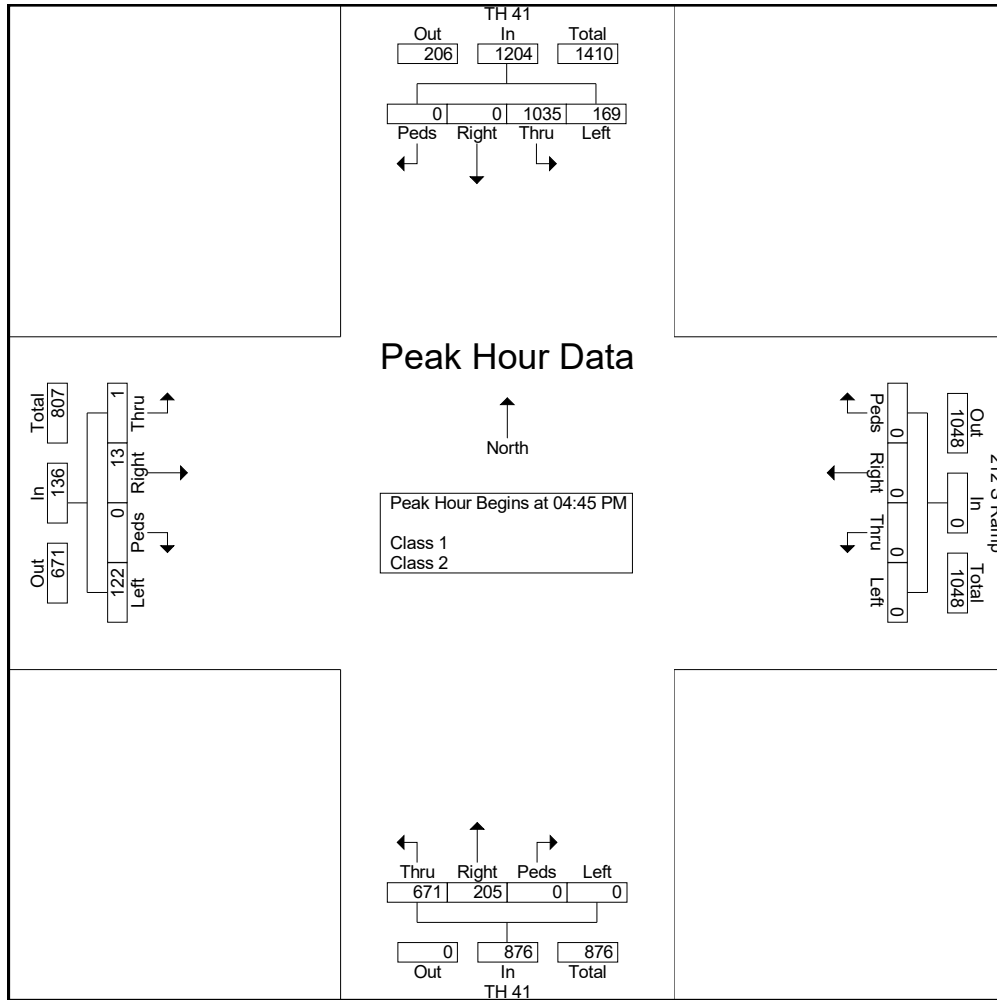 TH 41
Out In Total
206 1204 1410
0 0 1035 169
Peds Right Thru Left
Peak Hour Data
North
Peak Hour Begins at 04:45 PM
Class 1
Class 2
Total In Out
807 136 671
1 13 0 122
Thru Right Peds Left
Peds Right Thru Left
0 0 0 0
Out In Total
1048 0 1048
Thru Right Peds Left
671 205 0 0
0 876 876
Out In Total
TH 41